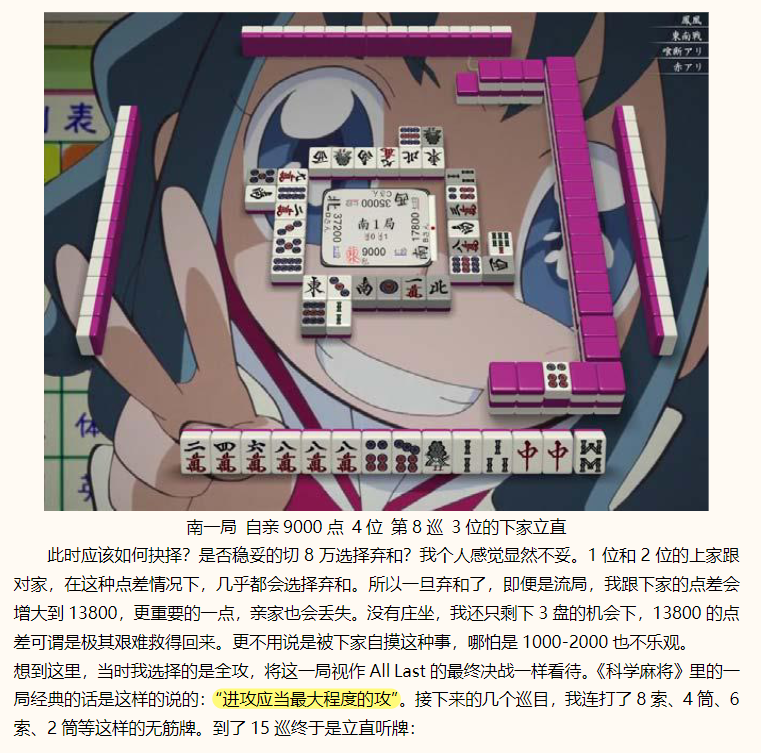 鳳凰
東南戦
喰断アリ
赤アリ
表
西
35000
北
37200
南1局
17800
南
東
9000
南一局 自亲 9000 点 4 位 第 8 巡 3 位的下家立直
此时应该如何抉择？是否稳妥的切 8 万选择弃和？我个人感觉显然不妥。1 位和 2 位的上家跟
对家，在这种点差情况下，几乎都会选择弃和。所以一旦弃和了，即便是流局，我跟下家的点差会
增大到 13800，更重要的一点，亲家也会丢失。没有庄坐，我还只剩下 3 盘的机会下，13800 的点
差可谓是极其艰难救得回来。更不用说是被下家自摸这种事，哪怕是 1000-2000 也不乐观。
想到这里，当时我选择的是全攻，将这一局视作 All Last 的最终决战一样看待。《科学麻将》里的一
局经典的话是这样的说的：“进攻应当最大程度的攻”。接下来的几个巡目，我连打了 8 索、4 筒、6
索、2 筒等这样的无筋牌。到了 15 巡终于是立直听牌：